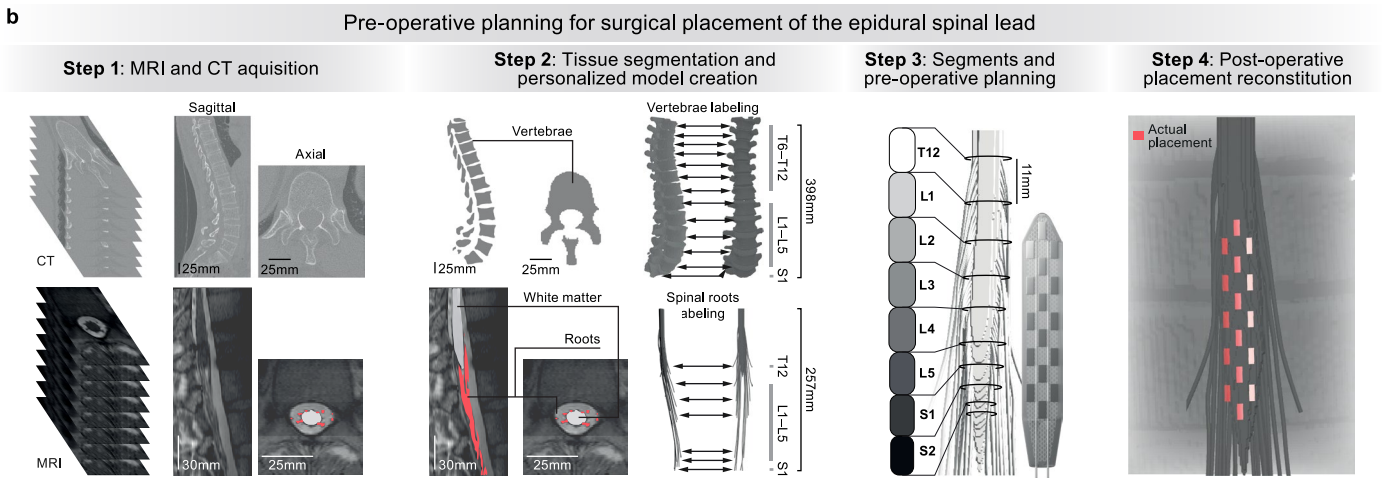 b
Pre-operative planning for surgical placement of the epidural spinal lead
Step 1: MRI and CT aquisition
Sagittal
Axial
CT
25mm
25mm
MRI
30mm
25mm
Step 2: Tissue segmentation and
personalized model creation
Vertebrae
25mm
25mm
Vertebrae labeling
T6–T12
L1–L5
S1
398mm
White matter
Roots
30mm
25mm
Spinal roots
labeling
T12
L1–L5
S1
257mm
Step 3: Segments and
pre-operative planning
T12
L1
L2
L3
L4
L5
S1
S2
11mm
Step 4: Post-operative
placement reconstitution
Actual
placement